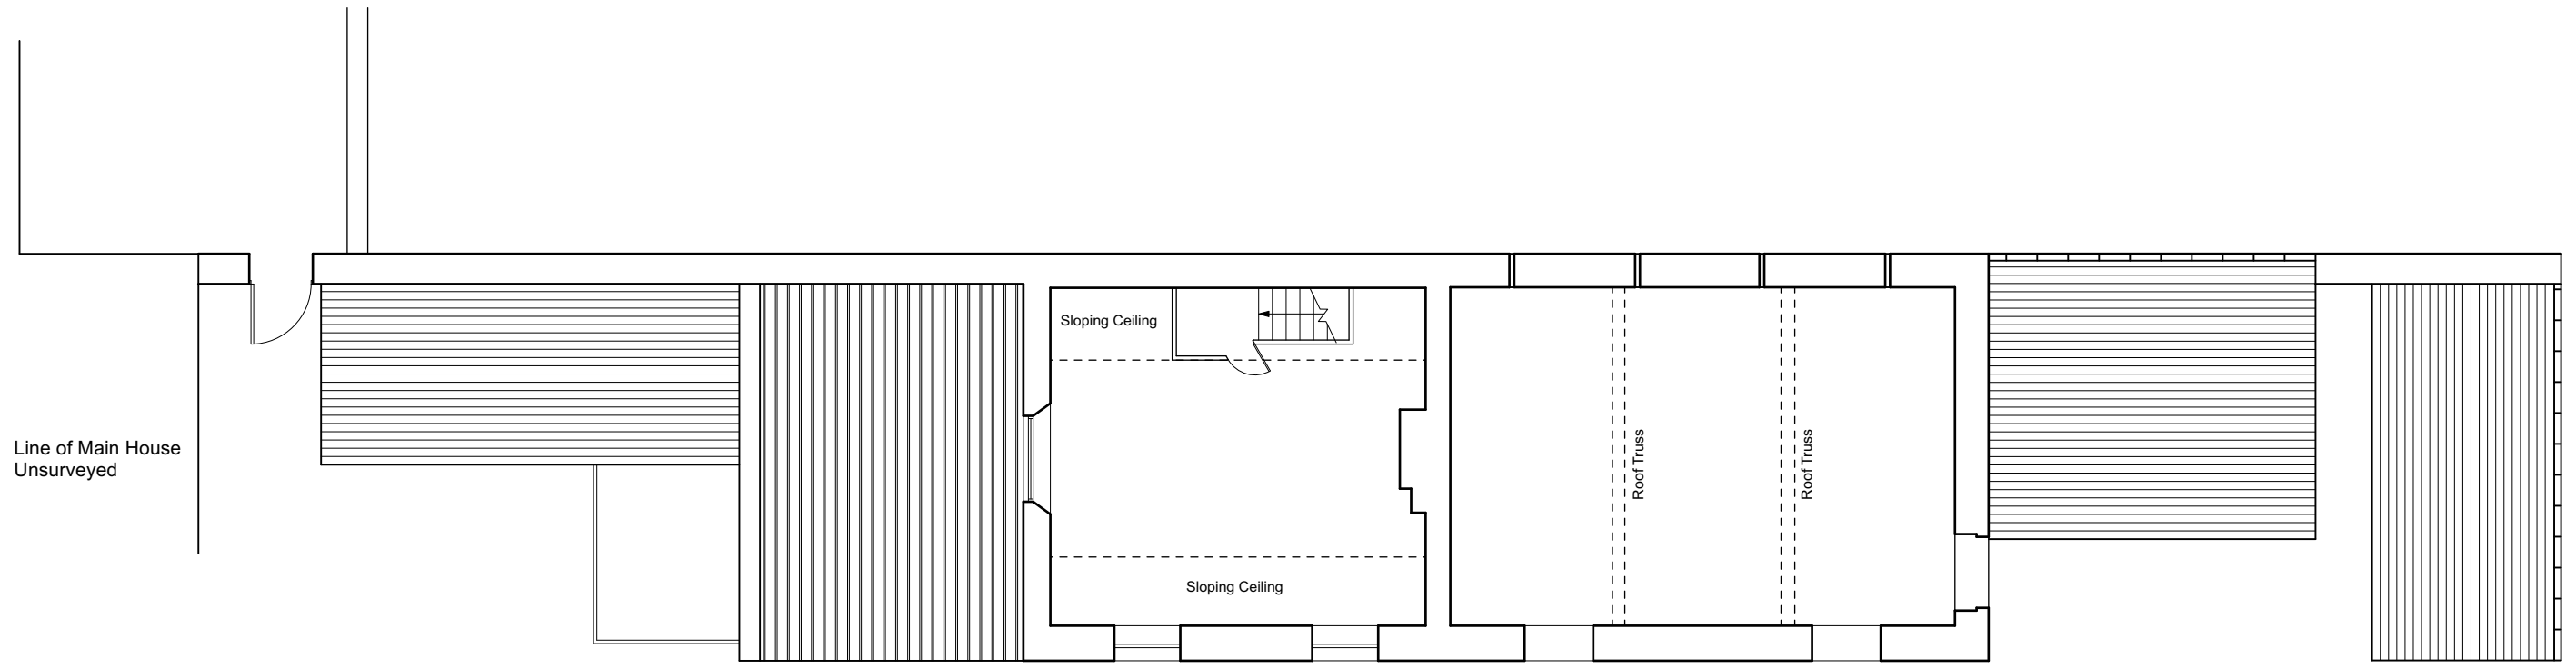 Sloping Ceiling
Line of Main House
Unsurveyed
Roof Truss
Roof Truss
Sloping Ceiling